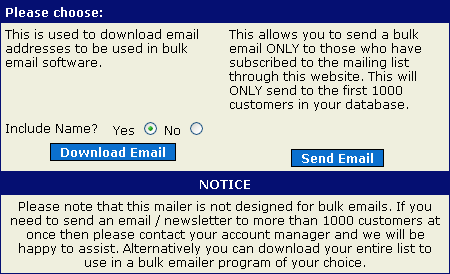 Please choose:
This is used to download email
addresses to be used in bulk
email software.
Include Name? Yes No
Download Email
This allows you to send a bulk
email ONLY to those who have
subscribed to the mailing list
through this website. This will
ONLY send to the first 1000
customers in your database.
Send Email
NOTICE
Please note that this mailer is not designed for bulk emails. If you
need to send an email / newsletter to more than 1000 customers at
once then please contact your account manager and we will be
happy to assist. Alternatively you can download your entire list to
use in a bulk emailer program of your choice.